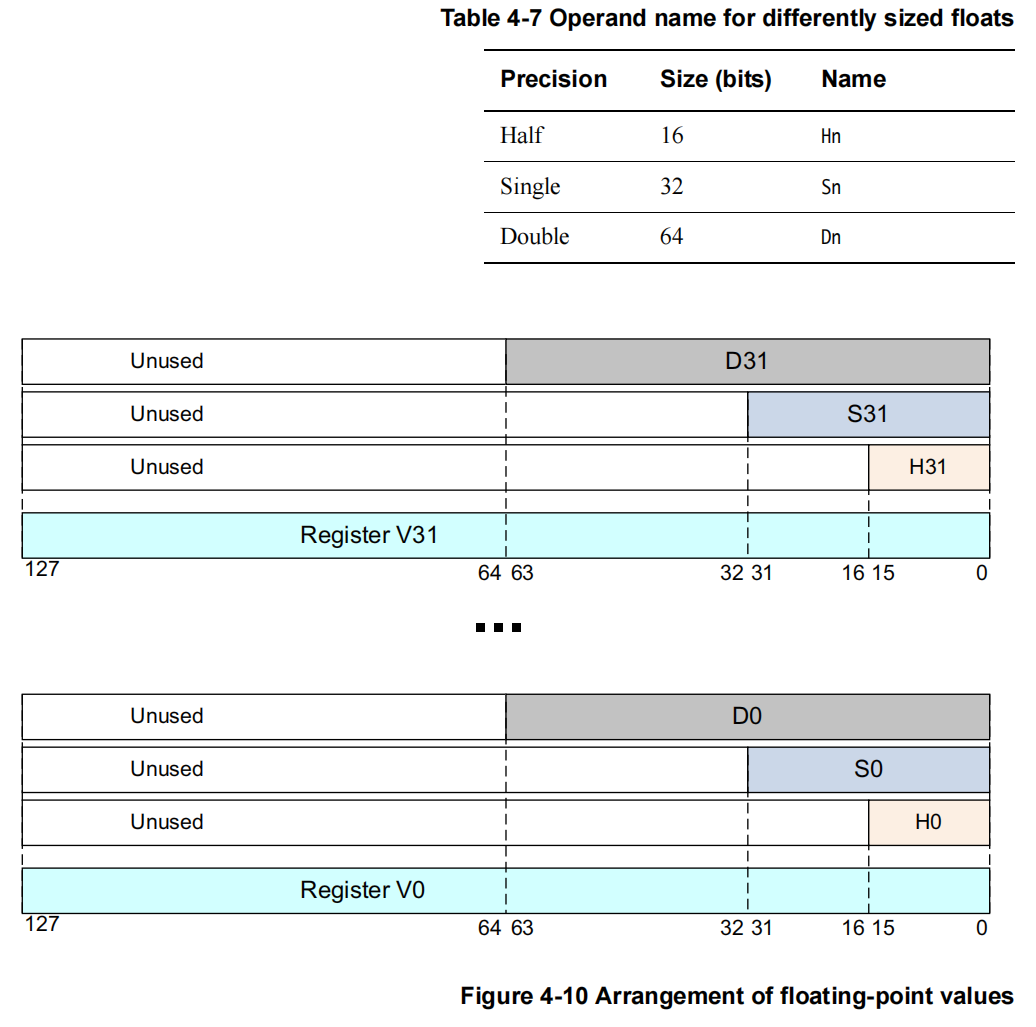 Table 4-7 Operand name for differently sized floats
Precision Size (bits) Name
Half 16 Hn
Single 32 Sn
Double 64 Dn
Unused D31
Unused S31
Unused H31
Register V31
127 64 63 32 31 16 15 0
...
Unused D0
Unused S0
Unused H0
Register V0
127 64 63 32 31 16 15 0
Figure 4-10 Arrangement of floating-point values